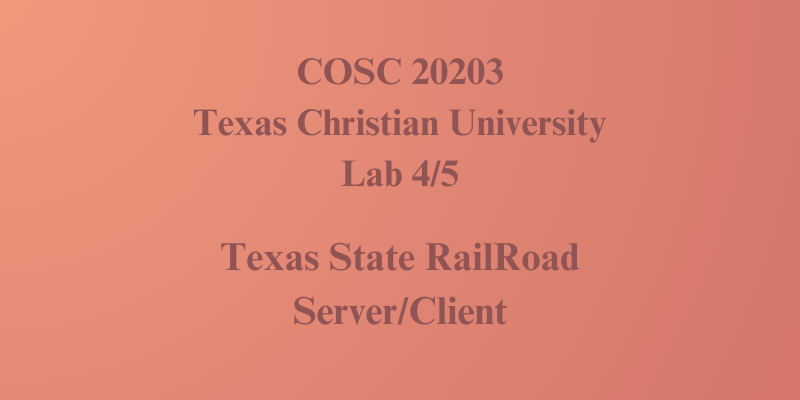 COSC 20203
Texas Christian University
Lab 4/5
Texas State RailRoad
Server/Client